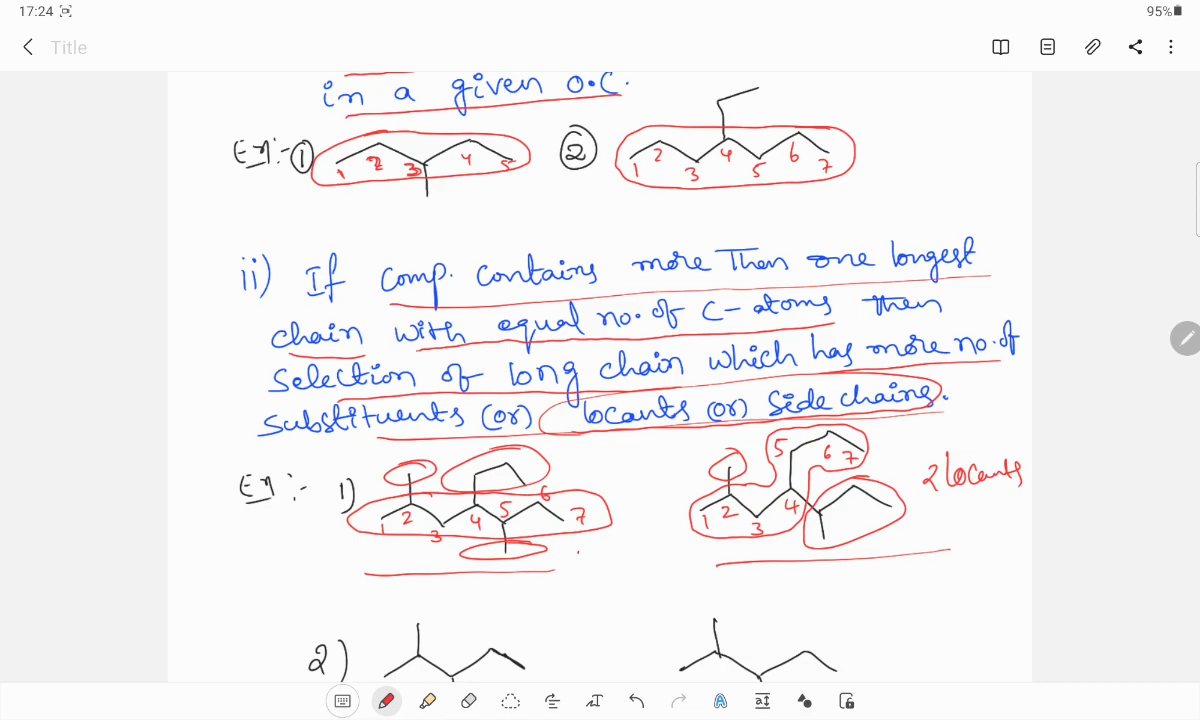 17:24
95%
Title
in a given O.C.
Ex:- ① ②
1 2 3 4 5
1 2 3 4 5 6 7
ii) If comp. contains more Then one longest
chain with equal no. of C-atoms then
selection of long chain which has more no. of
substituents (or) locants (or) side chains.
Ex :- 1)
1 2 3 4 5 6 7
1 2 3 4 5 6 7
2 locants
2)